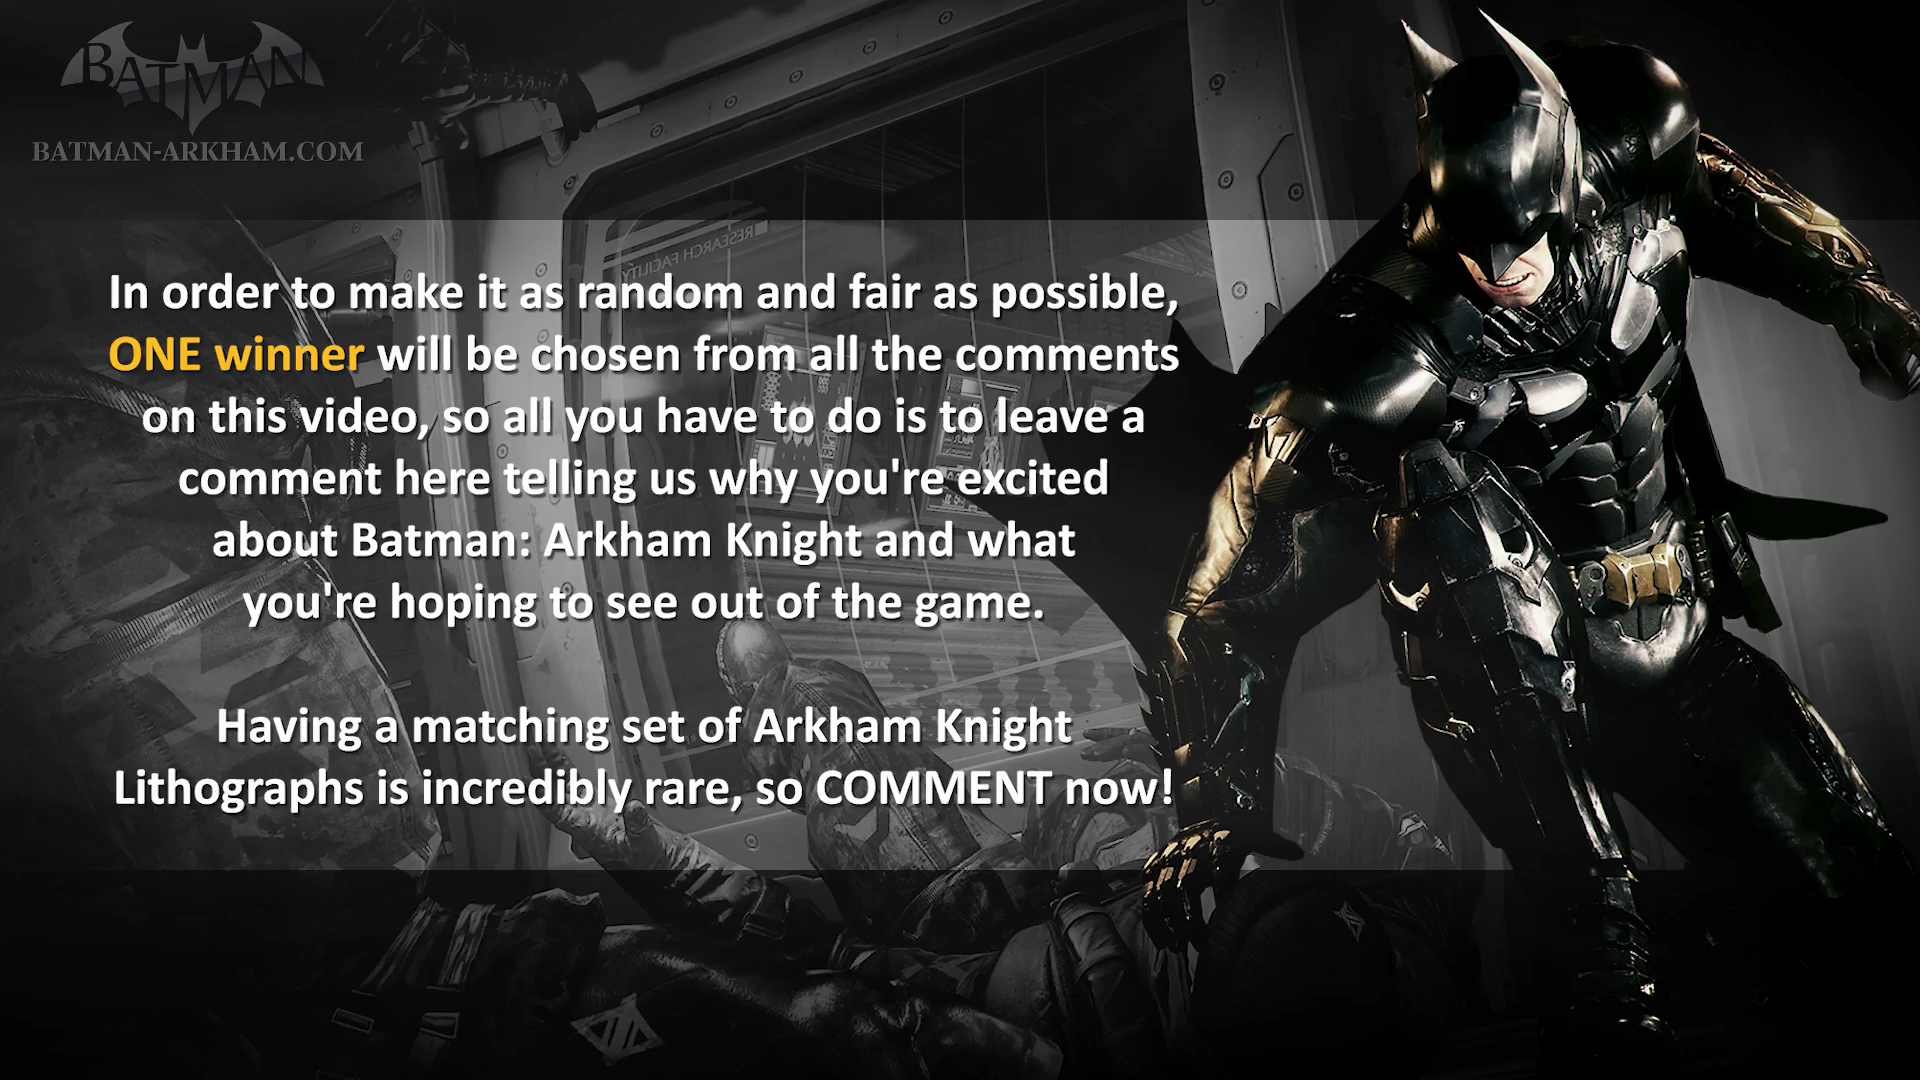 BATMAN
BATMAN-ARKHAM.COM
RESEARCH FACILITY
In order to make it as random and fair as possible,
ONE winner will be chosen from all the comments
on this video, so all you have to do is to leave a
comment here telling us why you're excited
about Batman: Arkham Knight and what
you're hoping to see out of the game.
Having a matching set of Arkham Knight
Lithographs is incredibly rare, so COMMENT now!